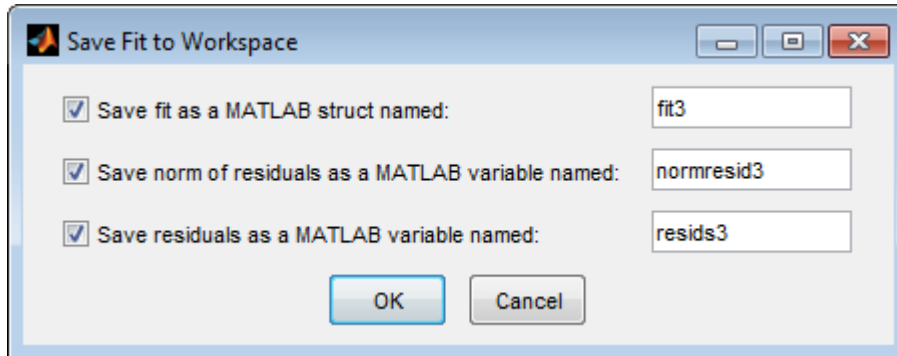 Save Fit to Workspace
Save fit as a MATLAB struct named: fit3
Save norm of residuals as a MATLAB variable named: normresid3
Save residuals as a MATLAB variable named: resids3
OK Cancel